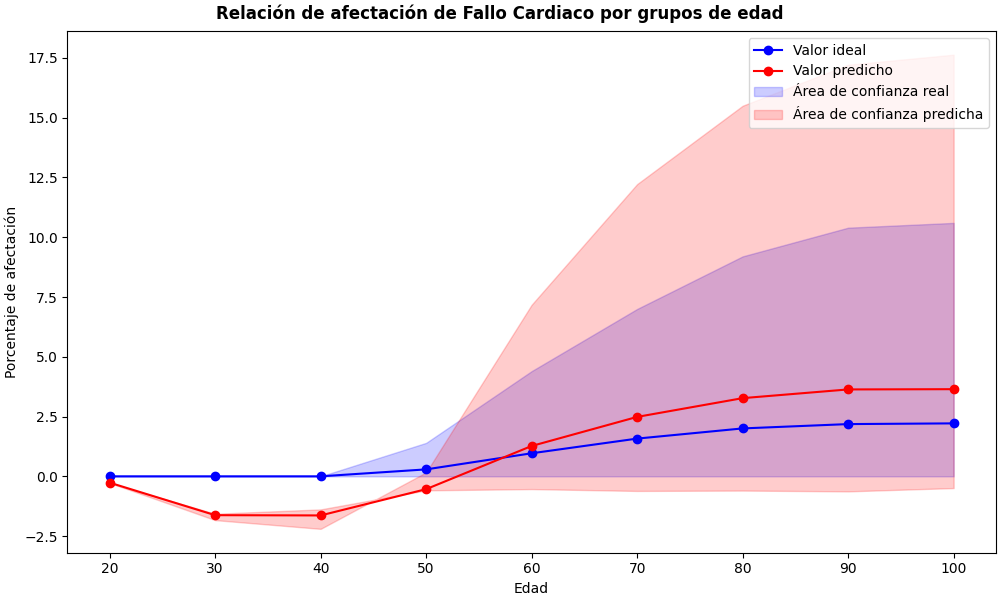 Relación de afectación de Fallo Cardiaco por grupos de edad
Valor ideal
Valor predicho
Área de confianza real
Área de confianza predicha
Porcentaje de afectación
17.5
15.0
12.5
10.0
7.5
5.0
2.5
0.0
−2.5
20 30 40 50 60 70 80 90 100
Edad